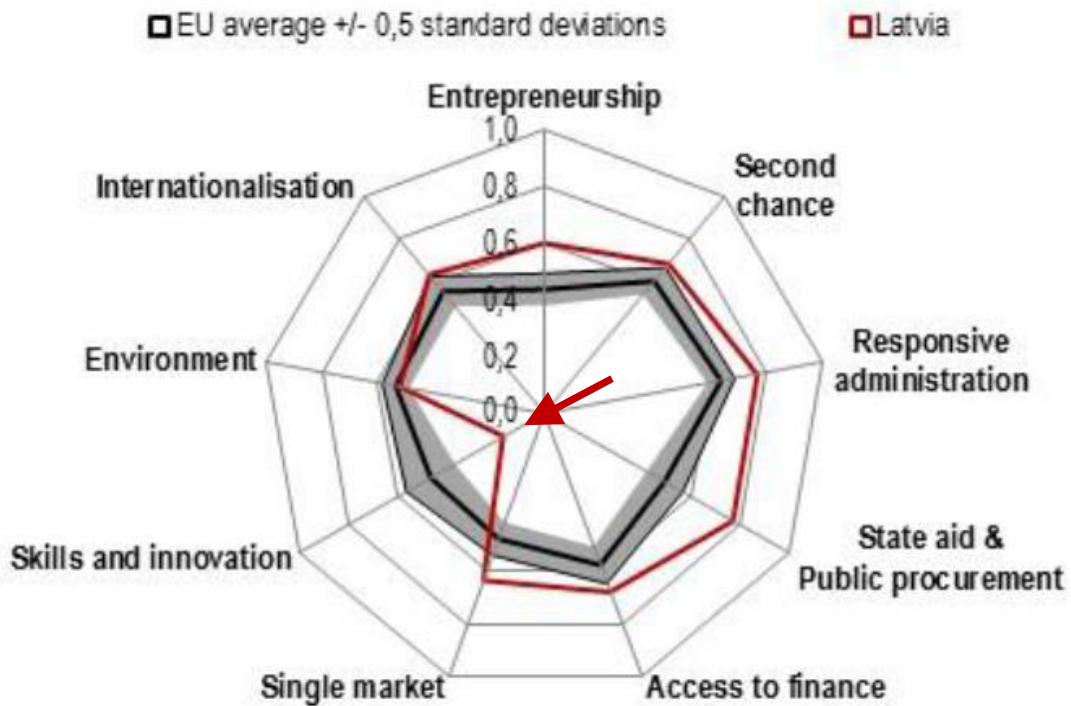 EU average +/- 0,5 standard deviations
Latvia
Entrepreneurship
1,0
0,8
0,6
0,4
0,2
0,0
Second
chance
Responsive
administration
State aid &
Public procurement
Access to finance
Single market
Skills and innovation
Environment
Internationalisation